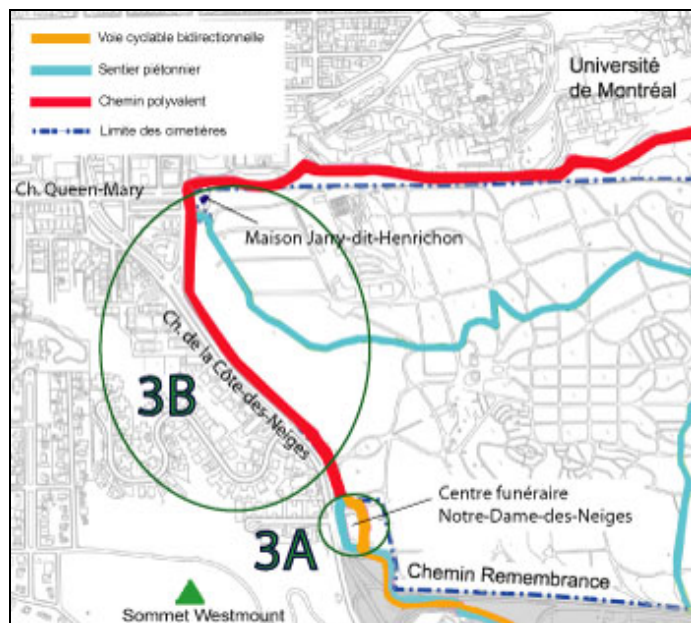 Voie cyclable bidirectionnelle
Sentier piétonnier
Chemin polyvalent
Limite des cimetières
Université
de Montréal
Ch. Queen-Mary
Maison Jarry-dit-Henrichon
Ch. de la Côte-des-Neiges
3B
Centre funéraire
Notre-Dame-des-Neiges
3A
Chemin Remembrance
Sommet Westmount